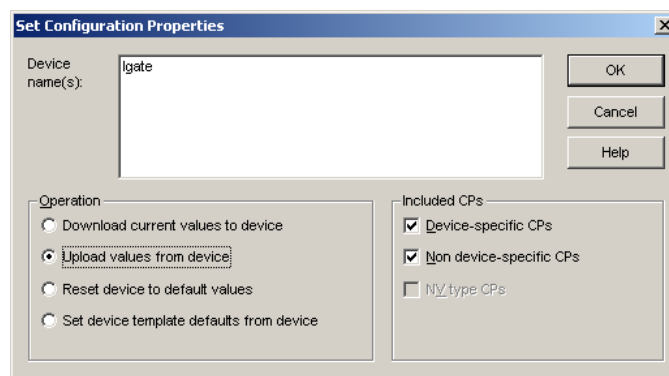 Set Configuration Properties
Device
name(s):
Igate
OK
Cancel
Help
Operation
Download current values to device
Upload values from device
Reset device to default values
Set device template defaults from device
Included CPs
Device-specific CPs
Non device-specific CPs
NV type CPs